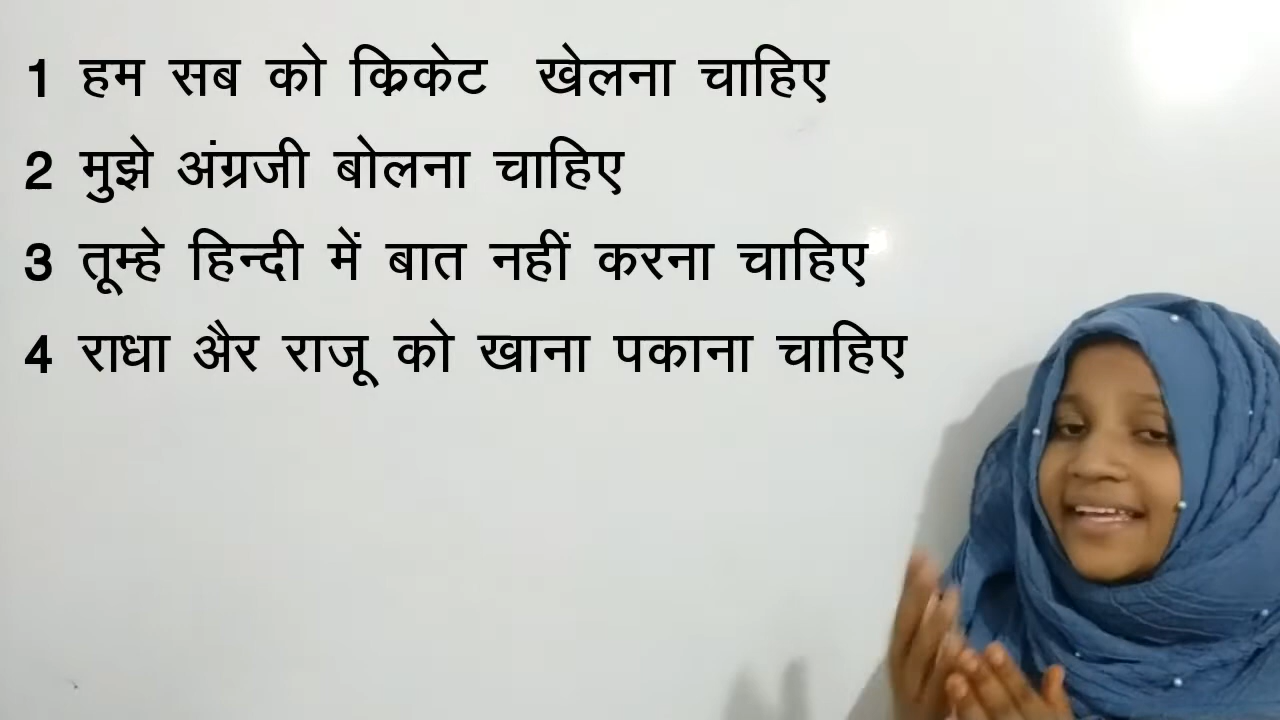 1 हम सब को क्रिकेट खेलना चाहिए
2 मुझे अंग्रजी बोलना चाहिए
3 तूम्हे हिन्दी में बात नहीं करना चाहिए
4 राधा अैर राजू को खाना पकाना चाहिए